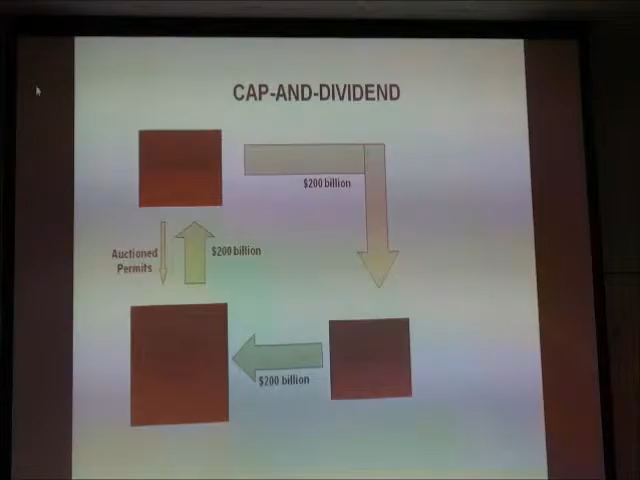 CAP-AND-DIVIDEND
$200 billion
Auctioned
Permits
$200 billion
$200 billion